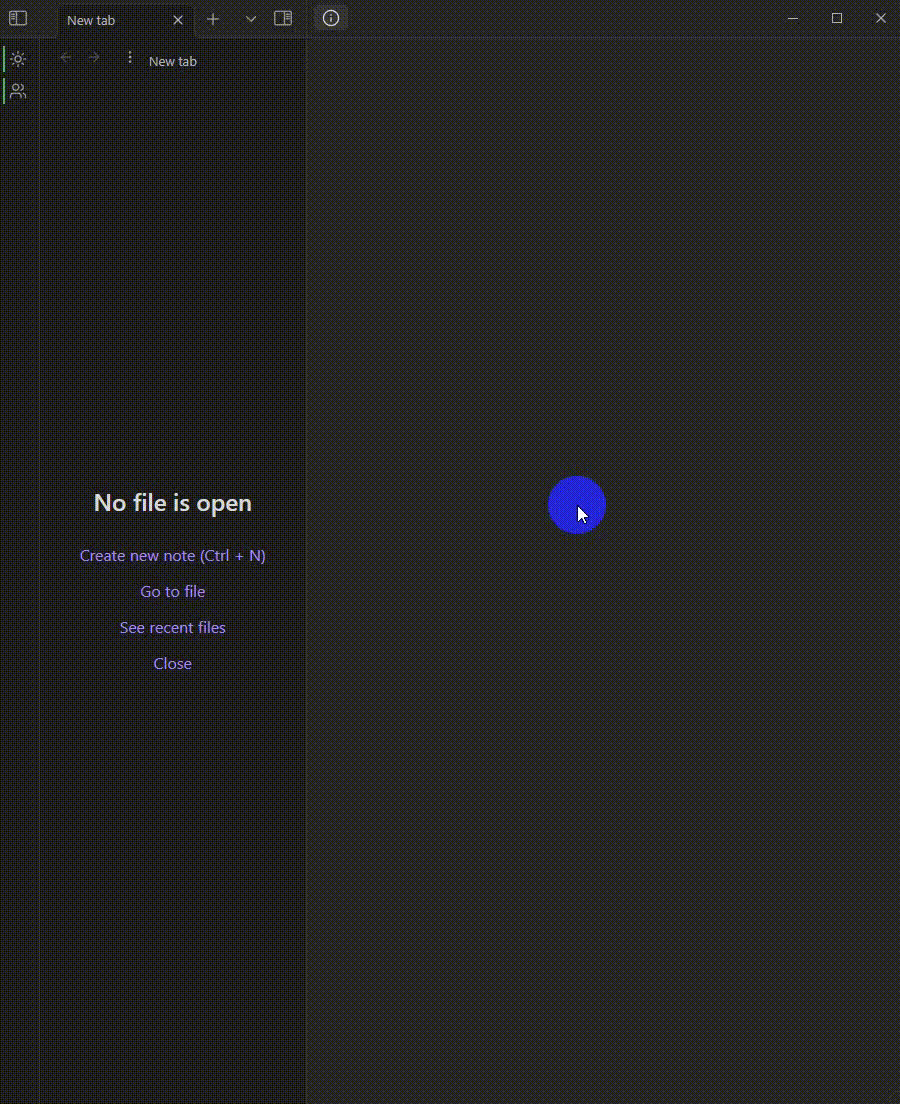 New tab
New tab
No file is open
Create new note (Ctrl + N)
Go to file
See recent files
Close